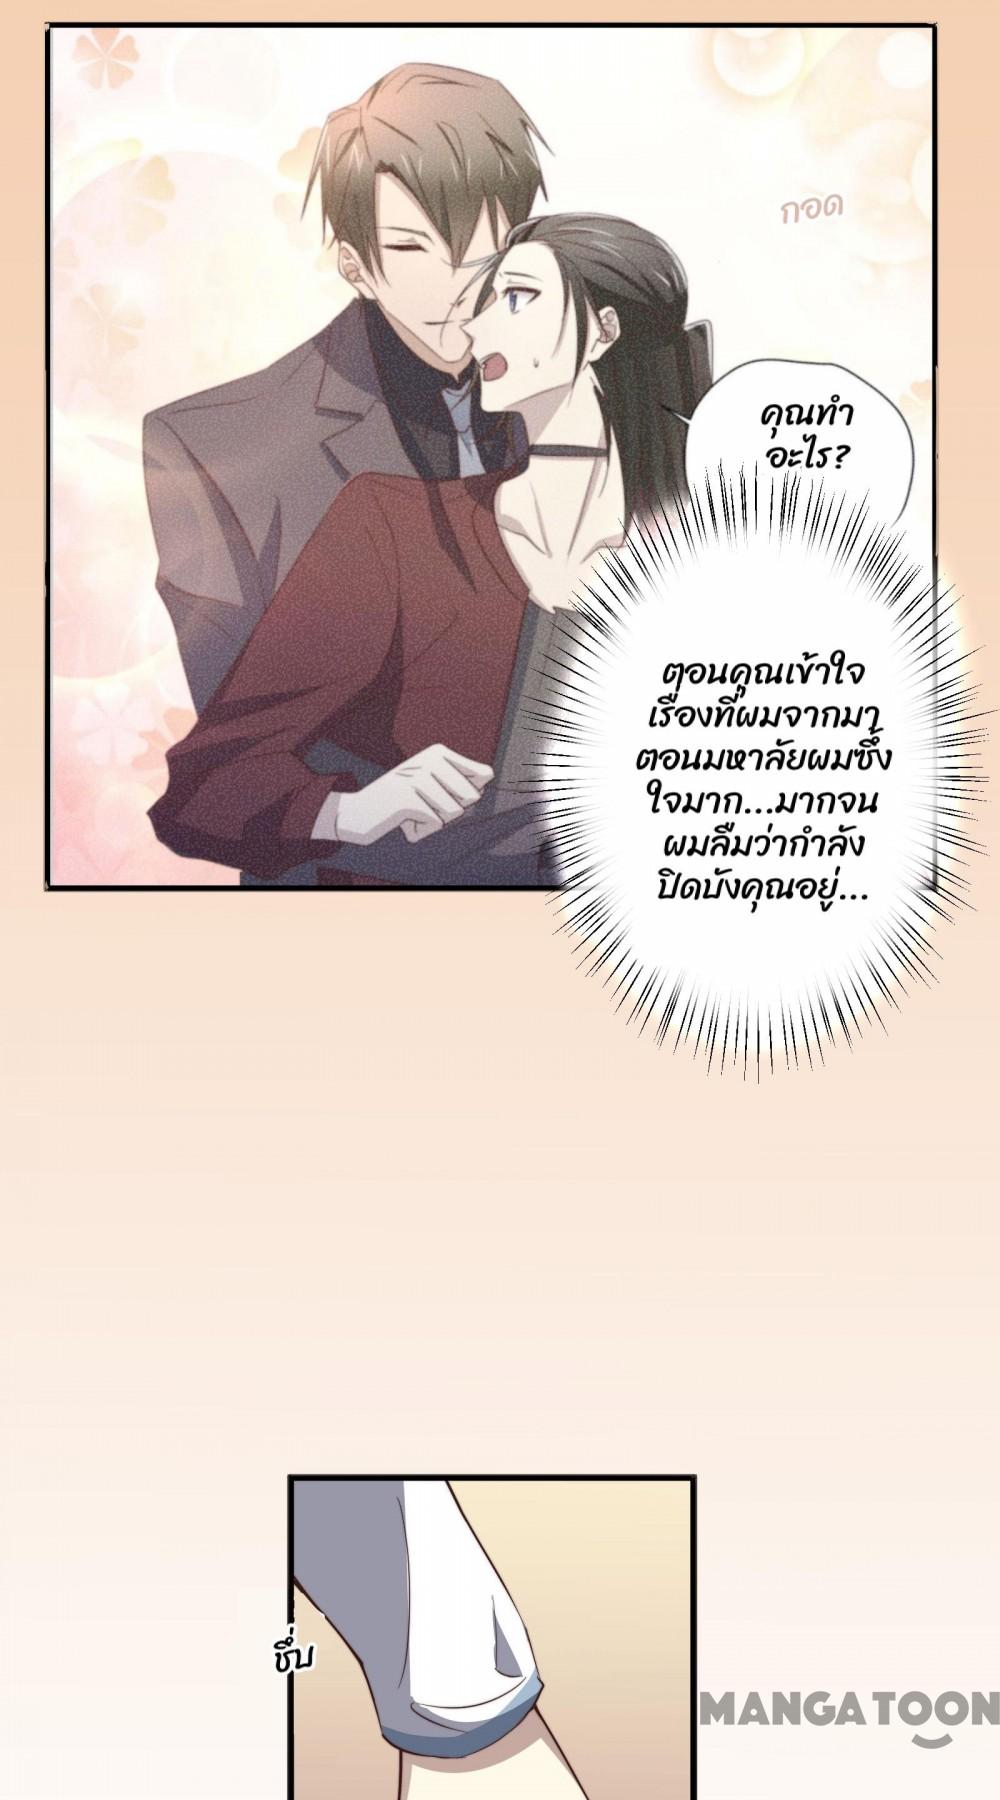 กอด
คุณทำ
อะไร?
ตอนคุณเข้าใจ
เรื่องที่ผมจากมา
ตอนมหาลัยผมซึ้ง
ใจมาก...มากจน
ผมลืมว่ากำลัง
ปิดบังคุณอยู่...
ชึ่บ
MANGATOON